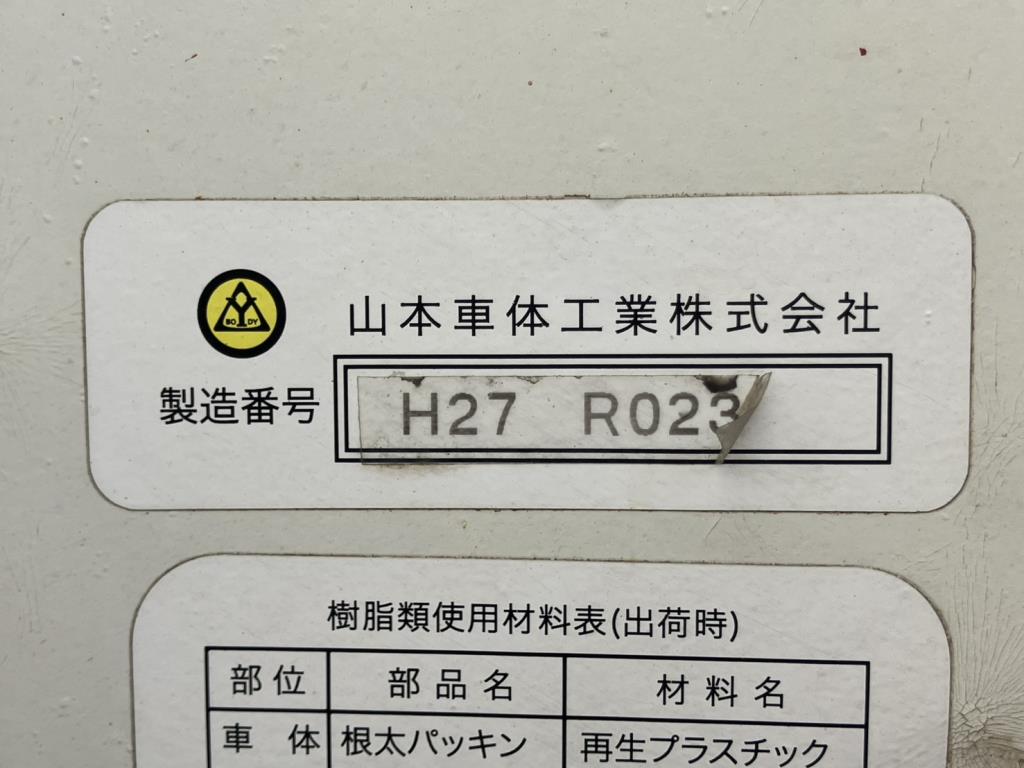 Y
BO DY
山本車体工業株式会社
製造番号 H27 R023
樹脂類使用材料表(出荷時)
部位 部品名 材料名
車体 根太パッキン 再生プラスチック